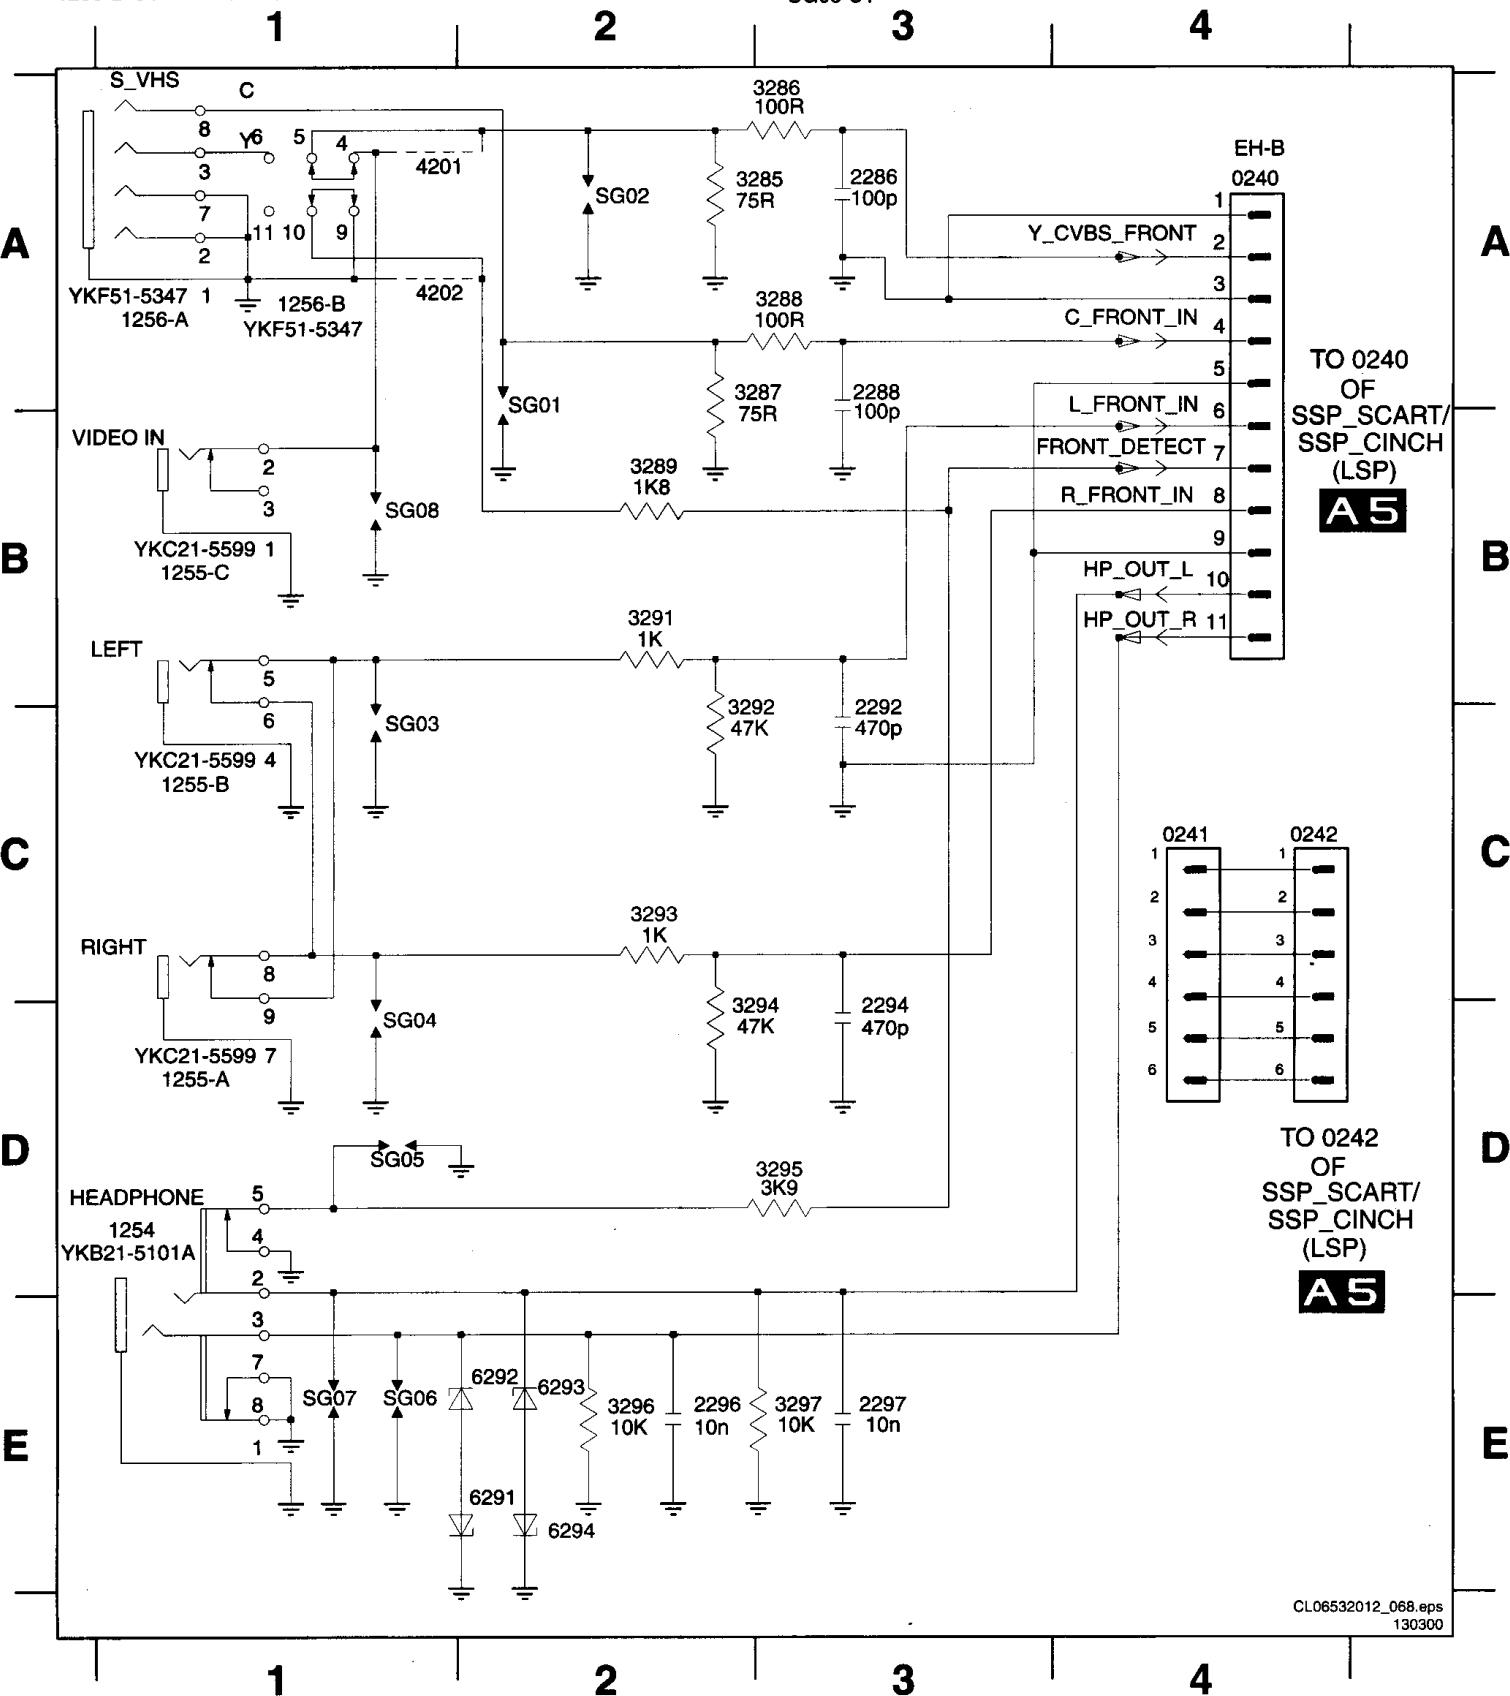 1 2 3 4
S_VHS
C
8
Y 6 5 4
3
7
2
11 10 9
4201
4202
YKF51-5347 1
1256-A
1256-B
YKF51-5347
3286
100R
SG02
3285
75R
2286
100p
EH-B
0240
1
Y_CVBS_FRONT 2
3
C_FRONT_IN 4
5
L_FRONT_IN 6
FRONT_DETECT 7
R_FRONT_IN 8
9
HP_OUT_L 10
HP_OUT_R 11
A A
3288
100R
SG01
3287
75R
2288
100p
TO 0240
OF
SSP_SCART/
SSP_CINCH
(LSP)
A5
VIDEO IN
2
3
SG08
YKC21-5599 1
1255-C
3289
1K8
B B
LEFT
5
6
SG03
YKC21-5599 4
1255-B
3291
1K
3292
47K
2292
470p
C C
RIGHT
8
9
SG04
YKC21-5599 7
1255-A
3293
1K
3294
47K
2294
470p
0241 0242
1 1
2 2
3 3
4 4
5 5
6 6
TO 0242
OF
SSP_SCART/
SSP_CINCH
(LSP)
A5
D D
SG05
3295
3K9
HEADPHONE
1254
YKB21-5101A
5
4
2
3
7
8
1
SG07 SG06
6292
6293
6291
6294
3296
10K
2296
10n
3297
10K
2297
10n
E E
CL06532012_068.eps
130300
1 2 3 4